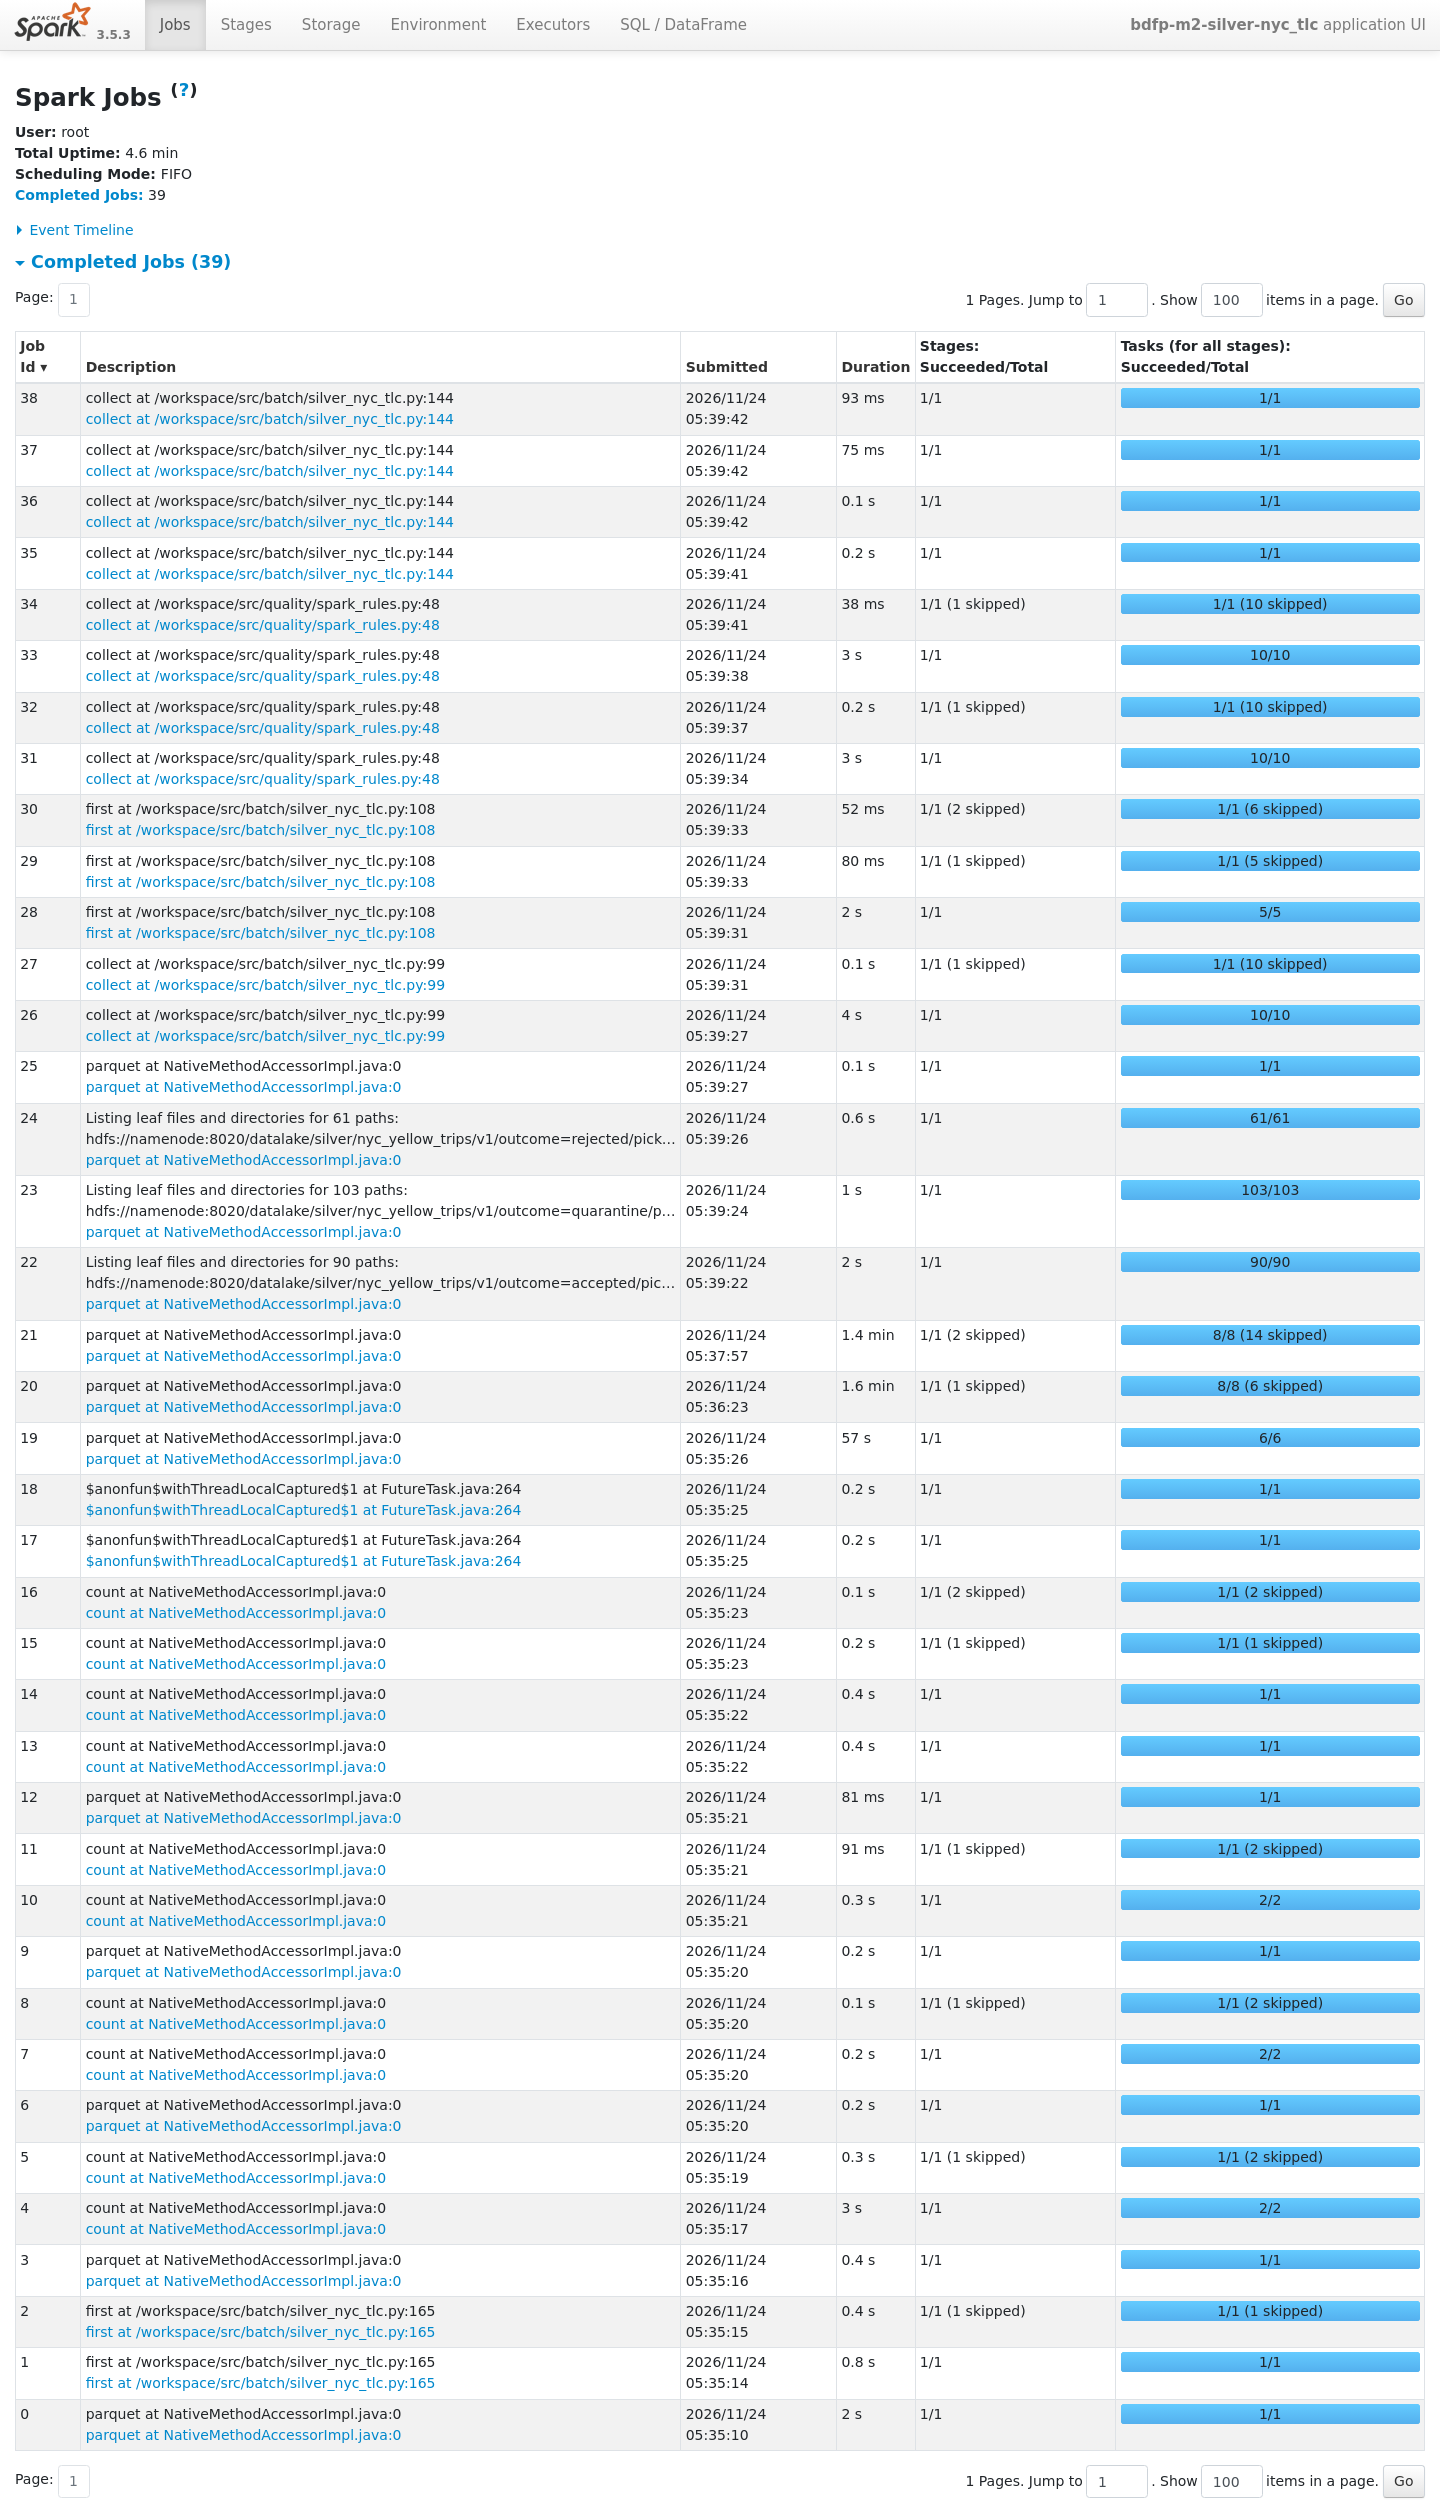 APACHE
Spark 3.5.3 Jobs Stages Storage Environment Executors SQL / DataFrame bdfp-m2-silver-nyc_tlc application UI
Spark Jobs (?)
User: root
Total Uptime: 4.6 min
Scheduling Mode: FIFO
Completed Jobs: 39
Event Timeline
Completed Jobs (39)
Page: 1 1 Pages. Jump to 1 . Show 100 items in a page. Go
Job Stages: Tasks (for all stages):
Id ▾ Description Submitted Duration Succeeded/Total Succeeded/Total
38 collect at /workspace/src/batch/silver_nyc_tlc.py:144 2026/11/24 93 ms 1/1 1/1
collect at /workspace/src/batch/silver_nyc_tlc.py:144 05:39:42
37 collect at /workspace/src/batch/silver_nyc_tlc.py:144 2026/11/24 75 ms 1/1 1/1
collect at /workspace/src/batch/silver_nyc_tlc.py:144 05:39:42
36 collect at /workspace/src/batch/silver_nyc_tlc.py:144 2026/11/24 0.1 s 1/1 1/1
collect at /workspace/src/batch/silver_nyc_tlc.py:144 05:39:42
35 collect at /workspace/src/batch/silver_nyc_tlc.py:144 2026/11/24 0.2 s 1/1 1/1
collect at /workspace/src/batch/silver_nyc_tlc.py:144 05:39:41
34 collect at /workspace/src/quality/spark_rules.py:48 2026/11/24 38 ms 1/1 (1 skipped) 1/1 (10 skipped)
collect at /workspace/src/quality/spark_rules.py:48 05:39:41
33 collect at /workspace/src/quality/spark_rules.py:48 2026/11/24 3 s 1/1 10/10
collect at /workspace/src/quality/spark_rules.py:48 05:39:38
32 collect at /workspace/src/quality/spark_rules.py:48 2026/11/24 0.2 s 1/1 (1 skipped) 1/1 (10 skipped)
collect at /workspace/src/quality/spark_rules.py:48 05:39:37
31 collect at /workspace/src/quality/spark_rules.py:48 2026/11/24 3 s 1/1 10/10
collect at /workspace/src/quality/spark_rules.py:48 05:39:34
30 first at /workspace/src/batch/silver_nyc_tlc.py:108 2026/11/24 52 ms 1/1 (2 skipped) 1/1 (6 skipped)
first at /workspace/src/batch/silver_nyc_tlc.py:108 05:39:33
29 first at /workspace/src/batch/silver_nyc_tlc.py:108 2026/11/24 80 ms 1/1 (1 skipped) 1/1 (5 skipped)
first at /workspace/src/batch/silver_nyc_tlc.py:108 05:39:33
28 first at /workspace/src/batch/silver_nyc_tlc.py:108 2026/11/24 2 s 1/1 5/5
first at /workspace/src/batch/silver_nyc_tlc.py:108 05:39:31
27 collect at /workspace/src/batch/silver_nyc_tlc.py:99 2026/11/24 0.1 s 1/1 (1 skipped) 1/1 (10 skipped)
collect at /workspace/src/batch/silver_nyc_tlc.py:99 05:39:31
26 collect at /workspace/src/batch/silver_nyc_tlc.py:99 2026/11/24 4 s 1/1 10/10
collect at /workspace/src/batch/silver_nyc_tlc.py:99 05:39:27
25 parquet at NativeMethodAccessorImpl.java:0 2026/11/24 0.1 s 1/1 1/1
parquet at NativeMethodAccessorImpl.java:0 05:39:27
24 Listing leaf files and directories for 61 paths: 2026/11/24 0.6 s 1/1 61/61
hdfs://namenode:8020/datalake/silver/nyc_yellow_trips/v1/outcome=rejected/pick... 05:39:26
parquet at NativeMethodAccessorImpl.java:0
23 Listing leaf files and directories for 103 paths: 2026/11/24 1 s 1/1 103/103
hdfs://namenode:8020/datalake/silver/nyc_yellow_trips/v1/outcome=quarantine/p... 05:39:24
parquet at NativeMethodAccessorImpl.java:0
22 Listing leaf files and directories for 90 paths: 2026/11/24 2 s 1/1 90/90
hdfs://namenode:8020/datalake/silver/nyc_yellow_trips/v1/outcome=accepted/pic... 05:39:22
parquet at NativeMethodAccessorImpl.java:0
21 parquet at NativeMethodAccessorImpl.java:0 2026/11/24 1.4 min 1/1 (2 skipped) 8/8 (14 skipped)
parquet at NativeMethodAccessorImpl.java:0 05:37:57
20 parquet at NativeMethodAccessorImpl.java:0 2026/11/24 1.6 min 1/1 (1 skipped) 8/8 (6 skipped)
parquet at NativeMethodAccessorImpl.java:0 05:36:23
19 parquet at NativeMethodAccessorImpl.java:0 2026/11/24 57 s 1/1 6/6
parquet at NativeMethodAccessorImpl.java:0 05:35:26
18 $anonfun$withThreadLocalCaptured$1 at FutureTask.java:264 2026/11/24 0.2 s 1/1 1/1
$anonfun$withThreadLocalCaptured$1 at FutureTask.java:264 05:35:25
17 $anonfun$withThreadLocalCaptured$1 at FutureTask.java:264 2026/11/24 0.2 s 1/1 1/1
$anonfun$withThreadLocalCaptured$1 at FutureTask.java:264 05:35:25
16 count at NativeMethodAccessorImpl.java:0 2026/11/24 0.1 s 1/1 (2 skipped) 1/1 (2 skipped)
count at NativeMethodAccessorImpl.java:0 05:35:23
15 count at NativeMethodAccessorImpl.java:0 2026/11/24 0.2 s 1/1 (1 skipped) 1/1 (1 skipped)
count at NativeMethodAccessorImpl.java:0 05:35:23
14 count at NativeMethodAccessorImpl.java:0 2026/11/24 0.4 s 1/1 1/1
count at NativeMethodAccessorImpl.java:0 05:35:22
13 count at NativeMethodAccessorImpl.java:0 2026/11/24 0.4 s 1/1 1/1
count at NativeMethodAccessorImpl.java:0 05:35:22
12 parquet at NativeMethodAccessorImpl.java:0 2026/11/24 81 ms 1/1 1/1
parquet at NativeMethodAccessorImpl.java:0 05:35:21
11 count at NativeMethodAccessorImpl.java:0 2026/11/24 91 ms 1/1 (1 skipped) 1/1 (2 skipped)
count at NativeMethodAccessorImpl.java:0 05:35:21
10 count at NativeMethodAccessorImpl.java:0 2026/11/24 0.3 s 1/1 2/2
count at NativeMethodAccessorImpl.java:0 05:35:21
9 parquet at NativeMethodAccessorImpl.java:0 2026/11/24 0.2 s 1/1 1/1
parquet at NativeMethodAccessorImpl.java:0 05:35:20
8 count at NativeMethodAccessorImpl.java:0 2026/11/24 0.1 s 1/1 (1 skipped) 1/1 (2 skipped)
count at NativeMethodAccessorImpl.java:0 05:35:20
7 count at NativeMethodAccessorImpl.java:0 2026/11/24 0.2 s 1/1 2/2
count at NativeMethodAccessorImpl.java:0 05:35:20
6 parquet at NativeMethodAccessorImpl.java:0 2026/11/24 0.2 s 1/1 1/1
parquet at NativeMethodAccessorImpl.java:0 05:35:20
5 count at NativeMethodAccessorImpl.java:0 2026/11/24 0.3 s 1/1 (1 skipped) 1/1 (2 skipped)
count at NativeMethodAccessorImpl.java:0 05:35:19
4 count at NativeMethodAccessorImpl.java:0 2026/11/24 3 s 1/1 2/2
count at NativeMethodAccessorImpl.java:0 05:35:17
3 parquet at NativeMethodAccessorImpl.java:0 2026/11/24 0.4 s 1/1 1/1
parquet at NativeMethodAccessorImpl.java:0 05:35:16
2 first at /workspace/src/batch/silver_nyc_tlc.py:165 2026/11/24 0.4 s 1/1 (1 skipped) 1/1 (1 skipped)
first at /workspace/src/batch/silver_nyc_tlc.py:165 05:35:15
1 first at /workspace/src/batch/silver_nyc_tlc.py:165 2026/11/24 0.8 s 1/1 1/1
first at /workspace/src/batch/silver_nyc_tlc.py:165 05:35:14
0 parquet at NativeMethodAccessorImpl.java:0 2026/11/24 2 s 1/1 1/1
parquet at NativeMethodAccessorImpl.java:0 05:35:10
Page: 1 1 Pages. Jump to 1 . Show 100 items in a page. Go